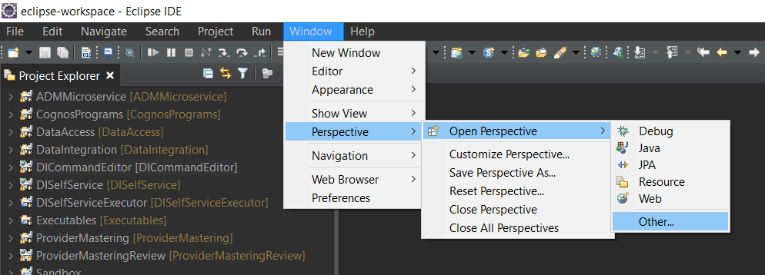 eclipse-workspace - Eclipse IDE
File Edit Navigate Search Project Run Window Help
New Window
Editor
Appearance
Show View
Perspective
Navigation
Web Browser
Preferences
Open Perspective
Customize Perspective...
Save Perspective As...
Reset Perspective...
Close Perspective
Close All Perspectives
Debug
Java
JPA
Resource
Web
Other...
Project Explorer
ADMMicroservice [ADMMicroservice]
CognosPrograms [CognosPrograms]
DataAccess [DataAccess]
DataIntegration [DataIntegration]
DICommandEditor [DICommandEditor]
DISelfService [DISelfService]
DISelfServiceExecutor [DISelfServiceExecutor]
Executables [Executables]
ProviderMastering [ProviderMastering]
ProviderMasteringReview [ProviderMasteringReview]
Sandbox